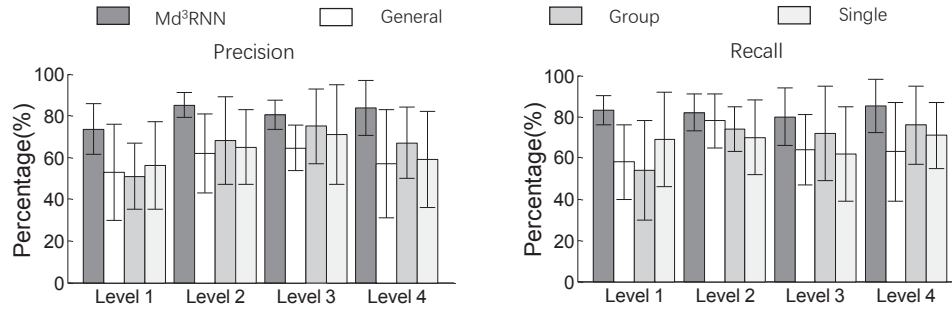 Md³RNN General Group Single
Precision
Percentage(%)
100
80
60
40
20
0
Level 1 Level 2 Level 3 Level 4
Recall
Percentage(%)
100
80
60
40
20
0
Level 1 Level 2 Level 3 Level 4